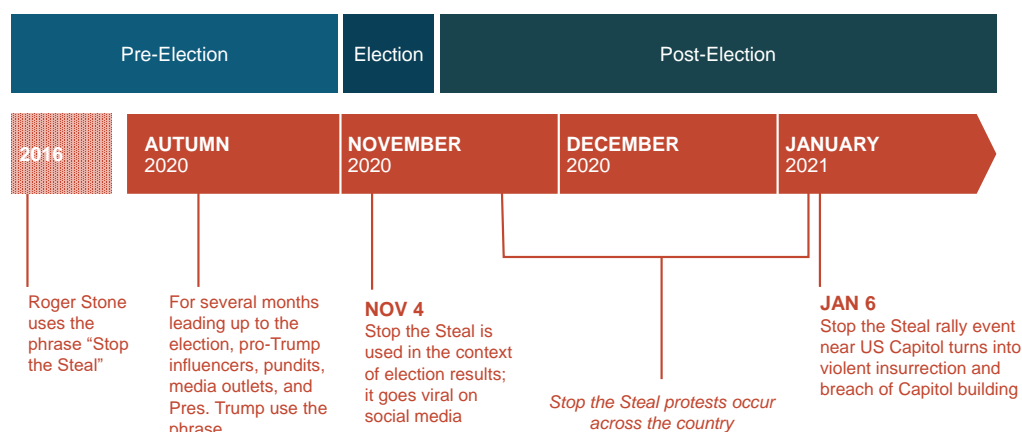 Pre-Election
Election
Post-Election
2016
AUTUMN
2020
NOVEMBER
2020
DECEMBER
2020
JANUARY
2021
Roger Stone
uses the
phrase “Stop
the Steal”
For several months
leading up to the
election, pro-Trump
influencers, pundits,
media outlets, and
Pres. Trump use the
phrase
NOV 4
Stop the Steal is
used in the context
of election results;
it goes viral on
social media
Stop the Steal protests occur
across the country
JAN 6
Stop the Steal rally event
near US Capitol turns into
violent insurrection and
breach of Capitol building